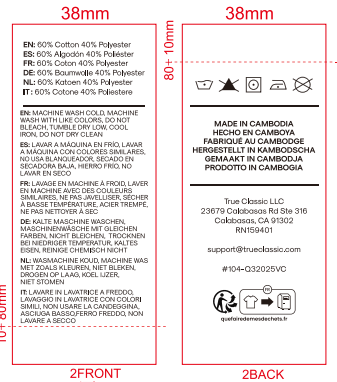 38mm
EN: 60% Cotton 40% Polyester
ES: 60% Algodón 40% Poliéster
FR: 60% Coton 40% Polyester
DE: 60% Baumwolle 40% Polyester
NL: 60% Katoen 40% Polyester
IT: 60% Cotone 40% Poliestere
EN: MACHINE WASH COLD, MACHINE
WASH WITH LIKE COLORS, DO NOT
BLEACH, TUMBLE DRY LOW, COOL
IRON, DO NOT DRY CLEAN
ES: LAVAR A MÁQUINA EN FRÍO, LAVAR
A MÁQUINA CON COLORES SIMILARES,
NO USA BLANQUEADOR, SECADO EN
SECADORA BAJA, HIERRO FRÍO, NO
LAVAR EN SECO
FR: LAVAGE EN MACHINE À FROID, LAVER
EN MACHINE AVEC DES COULEURS
SIMILAIRES, NE PAS JAVELLISER, SÉCHER
À BASSE TEMPÉRATURE, ACIER TREMPÉ,
NE PAS NETTOYER À SEC
DE: KALTE MASCHINE WASCHEN,
MASCHINENWÄSCHE MIT GLEICHEN
FARBEN, NICHT BLEICHEN, TROCKNEN
BEI NIEDRIGER TEMPERATUR, KALTES
EISEN, REINIGE CHEMISCH NICHT
NL: WASMACHINE KOUD, MACHINE WAS
MET ZOALS KLEUREN, NIET BLEKEN,
DROGEN OP LAAG, KOEL IJZER,
NIET STOMEN
IT: LAVARE IN LAVATRICE A FREDDO,
LAVAGGIO IN LAVATRICE CON COLORI
SIMILI, NON USARE LA CANDEGGINA,
ASCIUGA BASSO,FERRO FREDDO, NON
LAVARE A SECCO
10+ 80mm
2FRONT
38mm
80+ 10mm
MADE IN CAMBODIA
HECHO EN CAMBOYA
FABRIQUÉ AU CAMBODGE
HERGESTELLT IN KAMBODSCHA
GEMAAKT IN CAMBODJA
PRODOTTO IN CAMBOGIA
True Classic LLC
23679 Calabasas Rd Ste 316
Calabasas, CA 91302
RN159401
support@trueclassic.com
#104-Q32025VC
FR
quefairedemesdechets.fr
2BACK